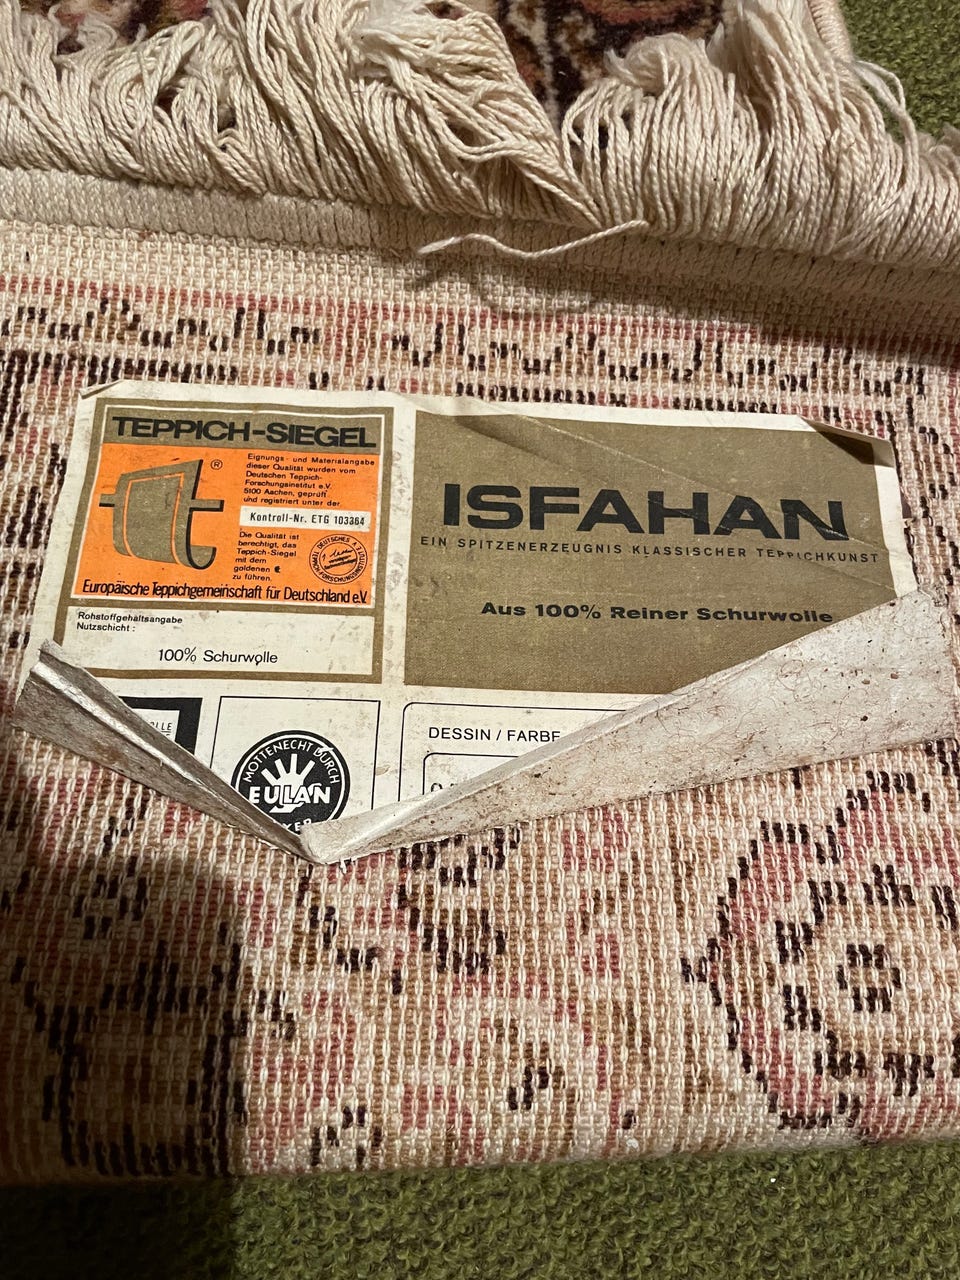 TEPPICH-SIEGEL
®
Eignungs- und Materialangabe
dieser Qualität wurden vom
Deutschen Teppich-
Forschungsinstitut e.V.
5100 Aachen, geprüft
und registriert unter der
Kontroll-Nr. ETG 103364
Die Qualität ist
berechtigt, das
Teppich-Siegel
mit dem
goldenen
zu führen.
Europäische Teppichgemeinschaft für Deutschland e.V.
Rohstoffgehaltsangabe
Nutzschicht:
100% Schurwolle
ISFAHAN
EIN SPITZENERZEUGNIS KLASSISCHER TEPPICHKUNST
Aus 100% Reiner Schurwolle
MOTTENECHT DURCH
EULAN
DESSIN / FARBE